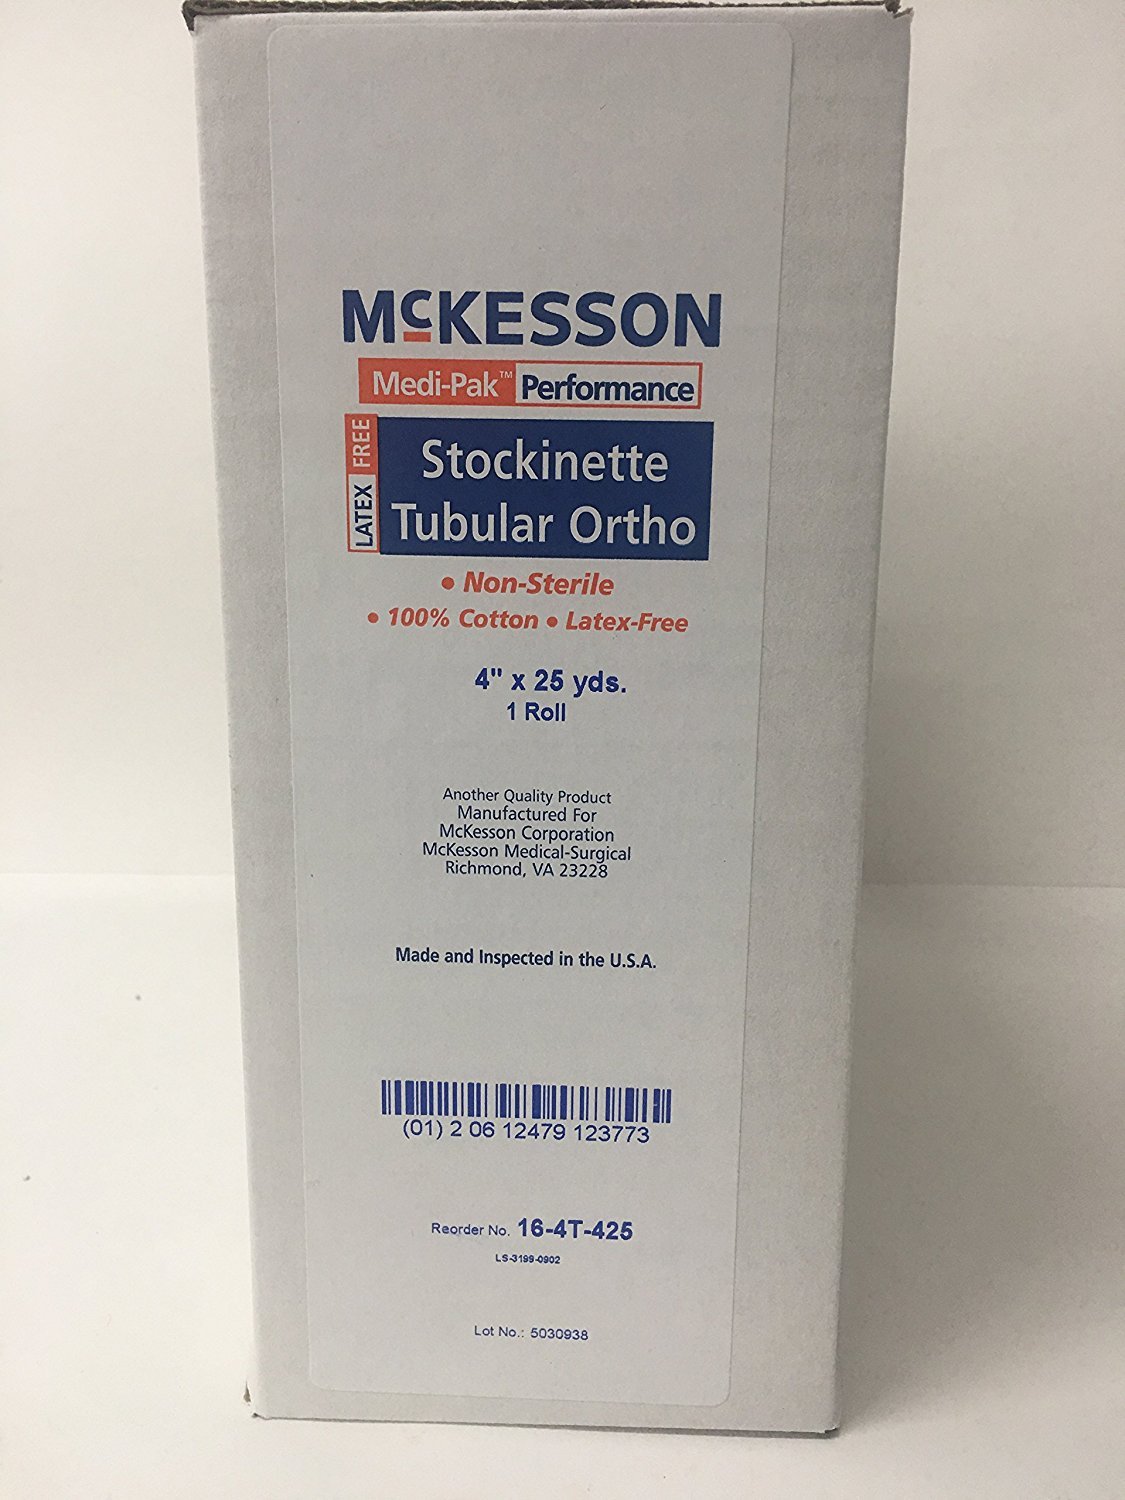 McKESSON
Medi-Pak™ Performance
LATEX FREE
Stockinette
Tubular Ortho
• Non-Sterile
• 100% Cotton • Latex-Free
4" x 25 yds.
1 Roll
Another Quality Product
Manufactured For
McKesson Corporation
McKesson Medical-Surgical
Richmond, VA 23228
Made and Inspected in the U.S.A.
(01) 2 06 12479 123773
Reorder No. 16-4T-425
LS-3199-0902
Lot No.: 5030938